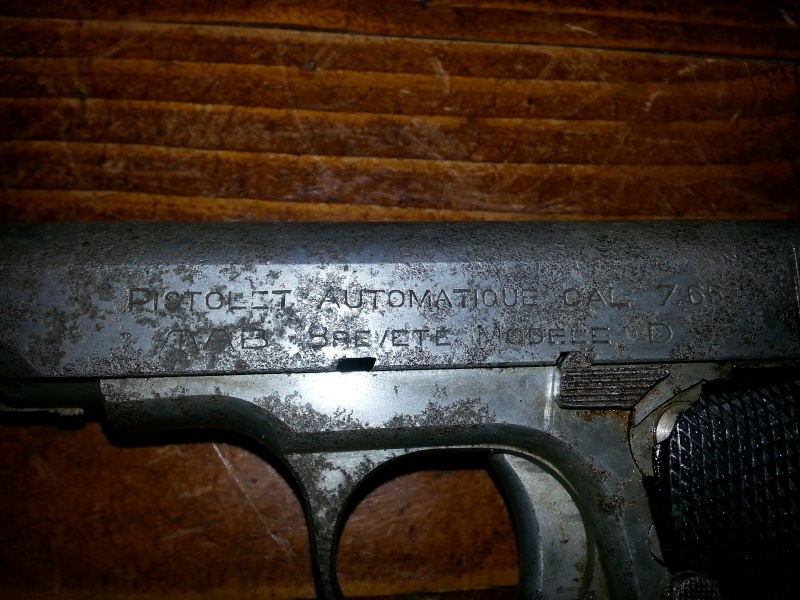 PISTOLET AUTOMATIQUE CAL. 7,65
MAB BREVETE MODELE D